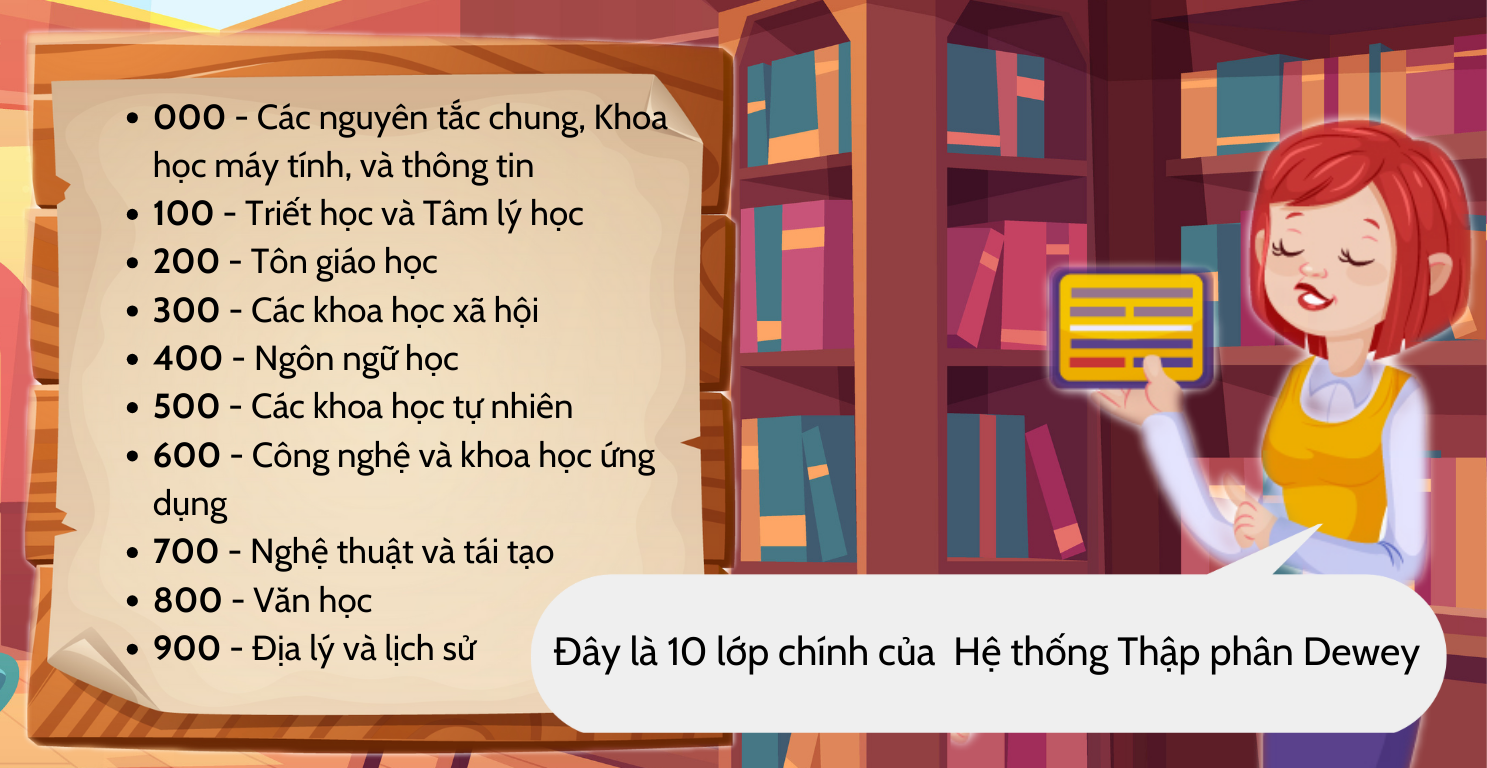 • 000 - Các nguyên tắc chung, Khoa
học máy tính, và thông tin
• 100 - Triết học và Tâm lý học
• 200 - Tôn giáo học
• 300 - Các khoa học xã hội
• 400 - Ngôn ngữ học
• 500 - Các khoa học tự nhiên
• 600 - Công nghệ và khoa học ứng
dụng
• 700 - Nghệ thuật và tái tạo
• 800 - Văn học
• 900 - Địa lý và lịch sử
Đây là 10 lớp chính của Hệ thống Thập phân Dewey